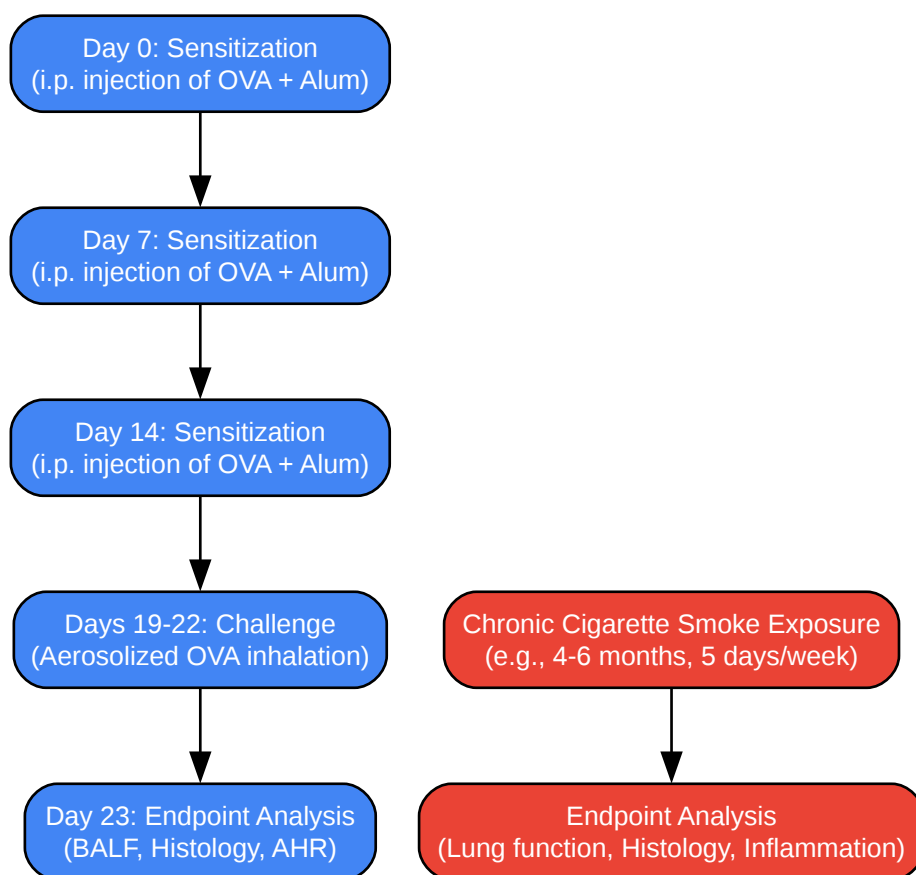 Day 0: Sensitization
(i.p. injection of OVA + Alum)
Day 7: Sensitization
(i.p. injection of OVA + Alum)
Day 14: Sensitization
(i.p. injection of OVA + Alum)
Days 19-22: Challenge
(Aerosolized OVA inhalation)
Day 23: Endpoint Analysis
(BALF, Histology, AHR)
Chronic Cigarette Smoke Exposure
(e.g., 4-6 months, 5 days/week)
Endpoint Analysis
(Lung function, Histology, Inflammation)